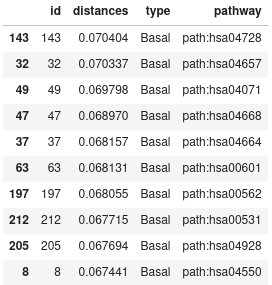 id distances type pathway
143 143 0.070404 Basal path:hsa04728
32 32 0.070337 Basal path:hsa04657
49 49 0.069798 Basal path:hsa04071
47 47 0.068970 Basal path:hsa04668
37 37 0.068157 Basal path:hsa04664
63 63 0.068131 Basal path:hsa00601
197 197 0.068055 Basal path:hsa00562
212 212 0.067715 Basal path:hsa00531
205 205 0.067694 Basal path:hsa04928
8 8 0.067441 Basal path:hsa04550